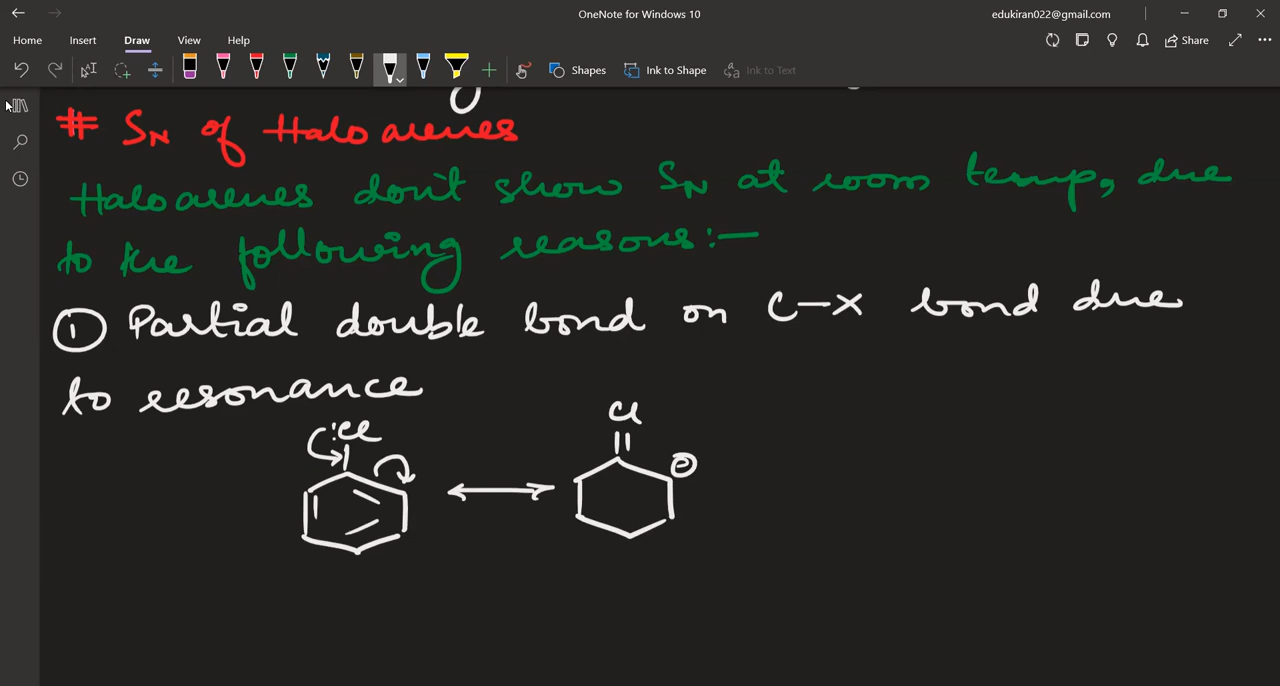 OneNote for Windows 10
edukiran022@gmail.com
Home Insert Draw View Help
Share
Shapes Ink to Shape Ink to Text
# SN of Haloarenes
Haloarenes don't show SN at room temp, due
to the following reasons:-
① Partial double bond on C-X bond due
to resonance
:Cl
Cl
⊖